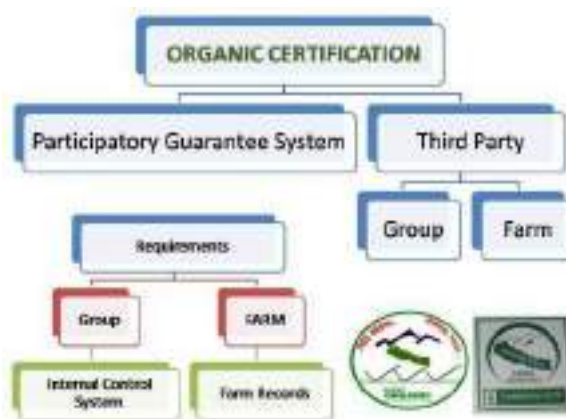 ORGANIC CERTIFICATION
Participatory Guarantee System
Third Party
Group
Farm
Requirements
Group
FARM
Internal Control
System
Farm Records